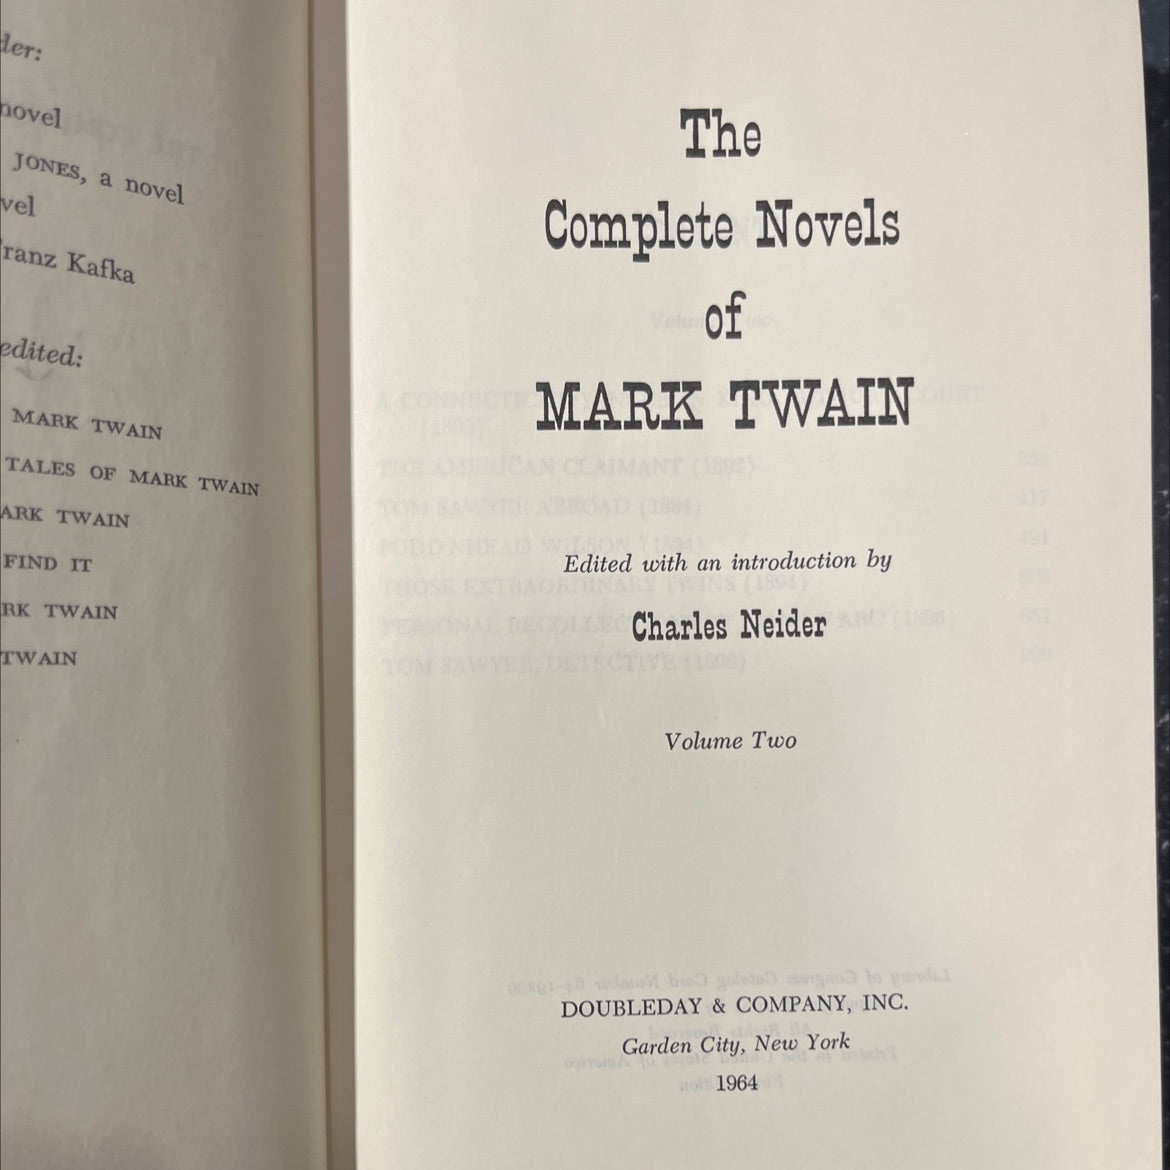 der:
novel
JONES, a novel
vel
ranz Kafka
edited:
MARK TWAIN
TALES OF MARK TWAIN
ARK TWAIN
FIND IT
RK TWAIN
TWAIN
The
Complete Novels
of
MARK TWAIN
Edited with an introduction by
Charles Neider
Volume Two
DOUBLEDAY & COMPANY, INC.
Garden City, New York
1964